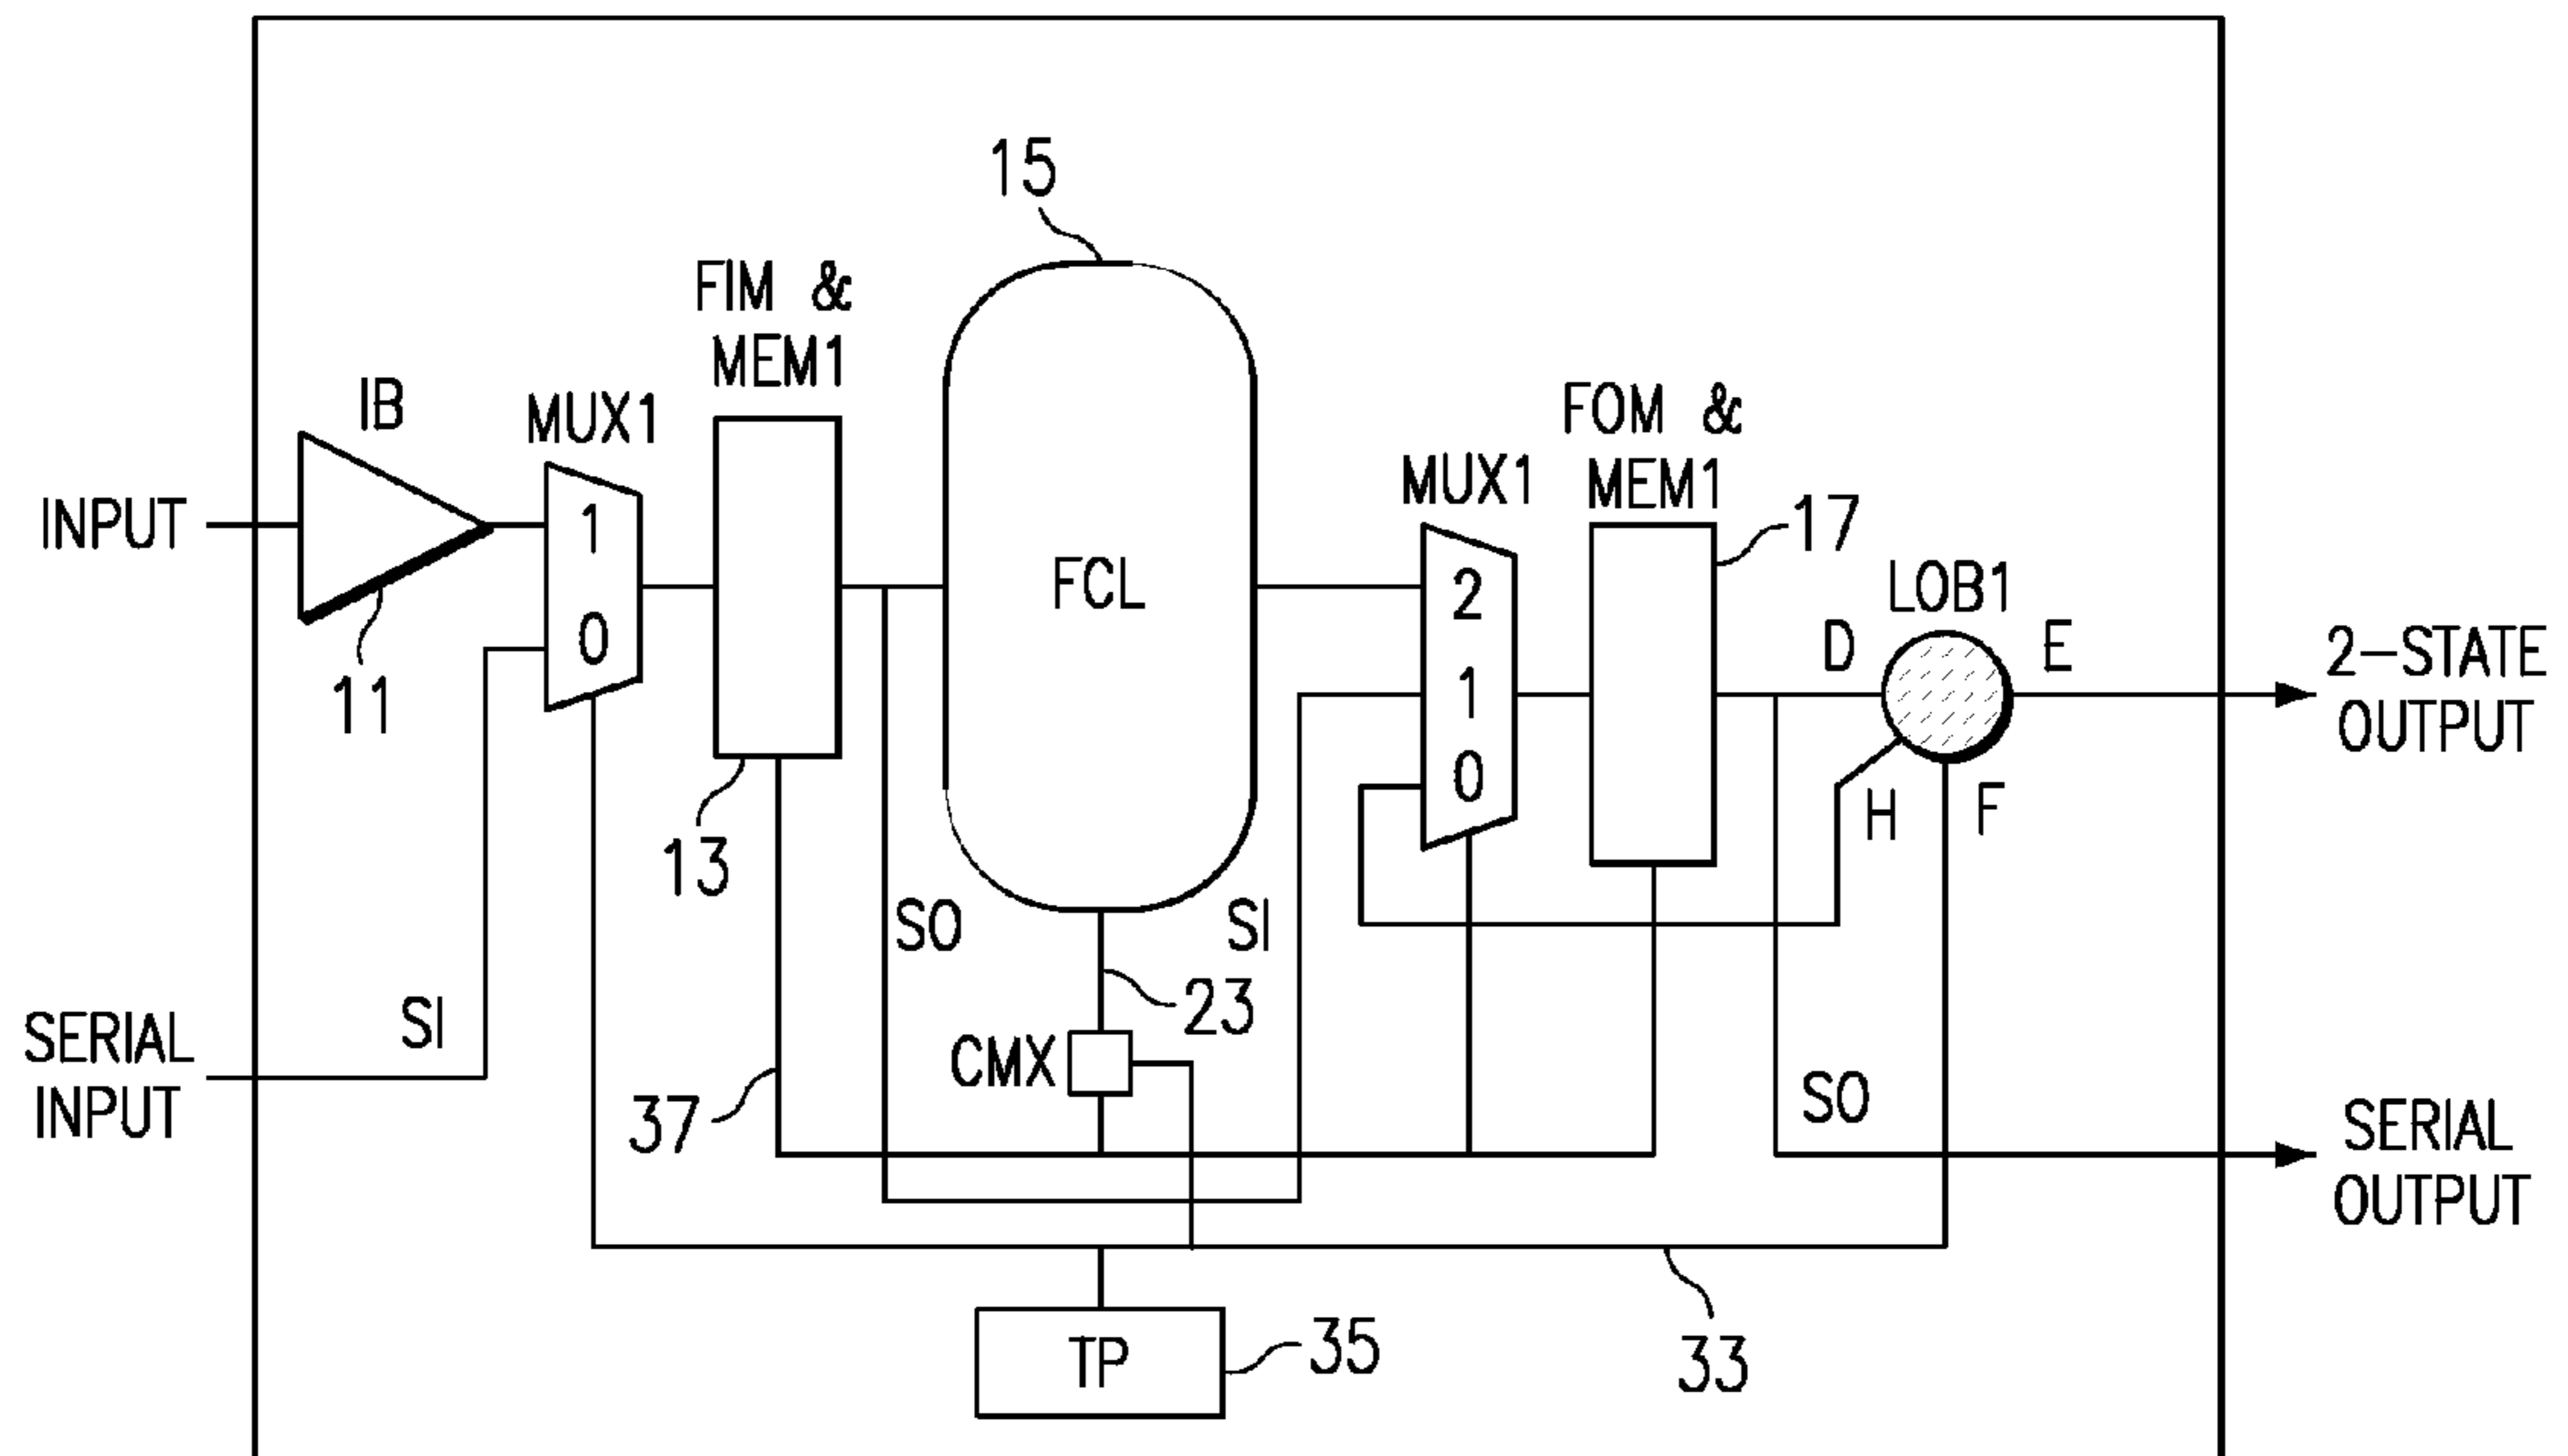 15
FIM &
MEM1
IB
MUX1
FOM &
MEM1
MUX1
17
INPUT
1
0
FCL
2
1
0
LOB1
D
E
H
F
2-STATE
OUTPUT
11
13
SO
SI
23
SI
SERIAL
INPUT
CMX
37
SO
SERIAL
OUTPUT
TP
35
33